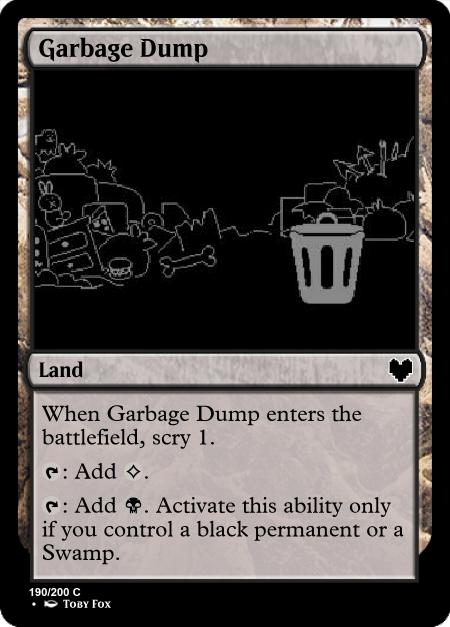 Garbage Dump
Land
When Garbage Dump enters the
battlefield, scry 1.
: Add .
: Add . Activate this ability only
if you control a black permanent or a
Swamp.
190/200 C
• Toby Fox